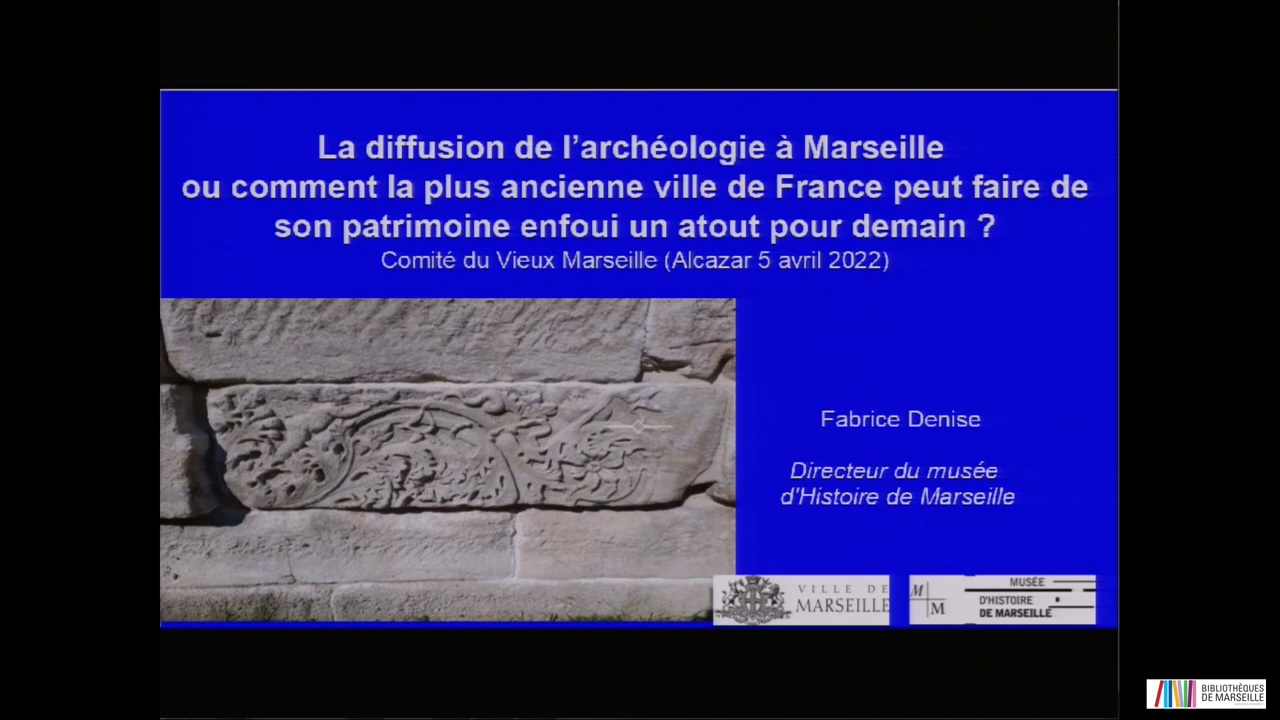 La diffusion de l’archéologie à Marseille
ou comment la plus ancienne ville de France peut faire de
son patrimoine enfoui un atout pour demain ?
Comité du Vieux Marseille (Alcazar 5 avril 2022)
Fabrice Denise
Directeur du musée
d'Histoire de Marseille
VILLE DE
MARSEILLE
M
M
MUSÉE
D'HISTOIRE
DE MARSEILLE
BIBLIOTHÈQUES
DE MARSEILLE